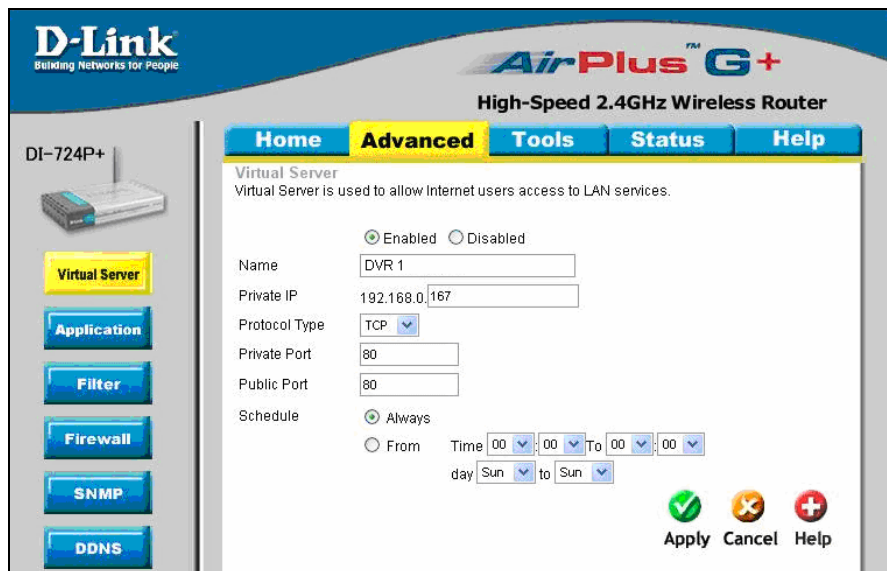 D-Link
Building Networks for People
AirPlus™ G+
High-Speed 2.4GHz Wireless Router
DI-724P+
Home Advanced Tools Status Help
Virtual Server
Virtual Server is used to allow Internet users access to LAN services.
Enabled Disabled
Name DVR 1
Private IP 192.168.0. 167
Protocol Type TCP
Private Port 80
Public Port 80
Schedule Always
From Time 00 : 00 To 00 : 00
day Sun to Sun
Apply Cancel Help
Virtual Server
Application
Filter
Firewall
SNMP
DDNS